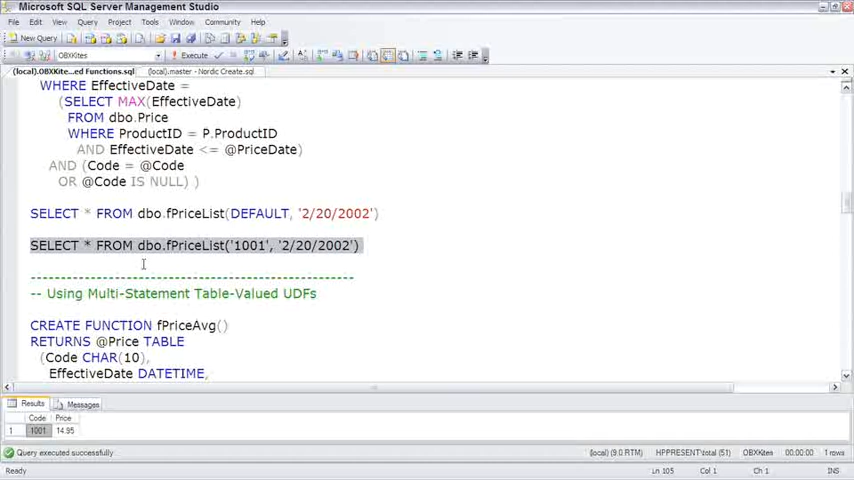 Microsoft SQL Server Management Studio
File Edit View Query Project Tools Window Community Help
New Query
OBXKites Execute
(local).OBXKite...ed Functions.sql (local).master - Nordic Create.sql
WHERE EffectiveDate =
(SELECT MAX(EffectiveDate)
FROM dbo.Price
WHERE ProductID = P.ProductID
AND EffectiveDate <= @PriceDate)
AND (Code = @Code
OR @Code IS NULL) )
SELECT * FROM dbo.fPriceList(DEFAULT, '2/20/2002')
SELECT * FROM dbo.fPriceList('1001', '2/20/2002')
-----------------------------------------------------
-- Using Multi-Statement Table-Valued UDFs
CREATE FUNCTION fPriceAvg()
RETURNS @Price TABLE
(Code CHAR(10),
EffectiveDate DATETIME,
Results Messages
Code Price
1 1001 14.95
Query executed successfully. (local) (9.0 RTM) HPPRESENT\total (51) OBXKites 00:00:00 1 rows
Ready Ln 105 Col 1 Ch 1 INS